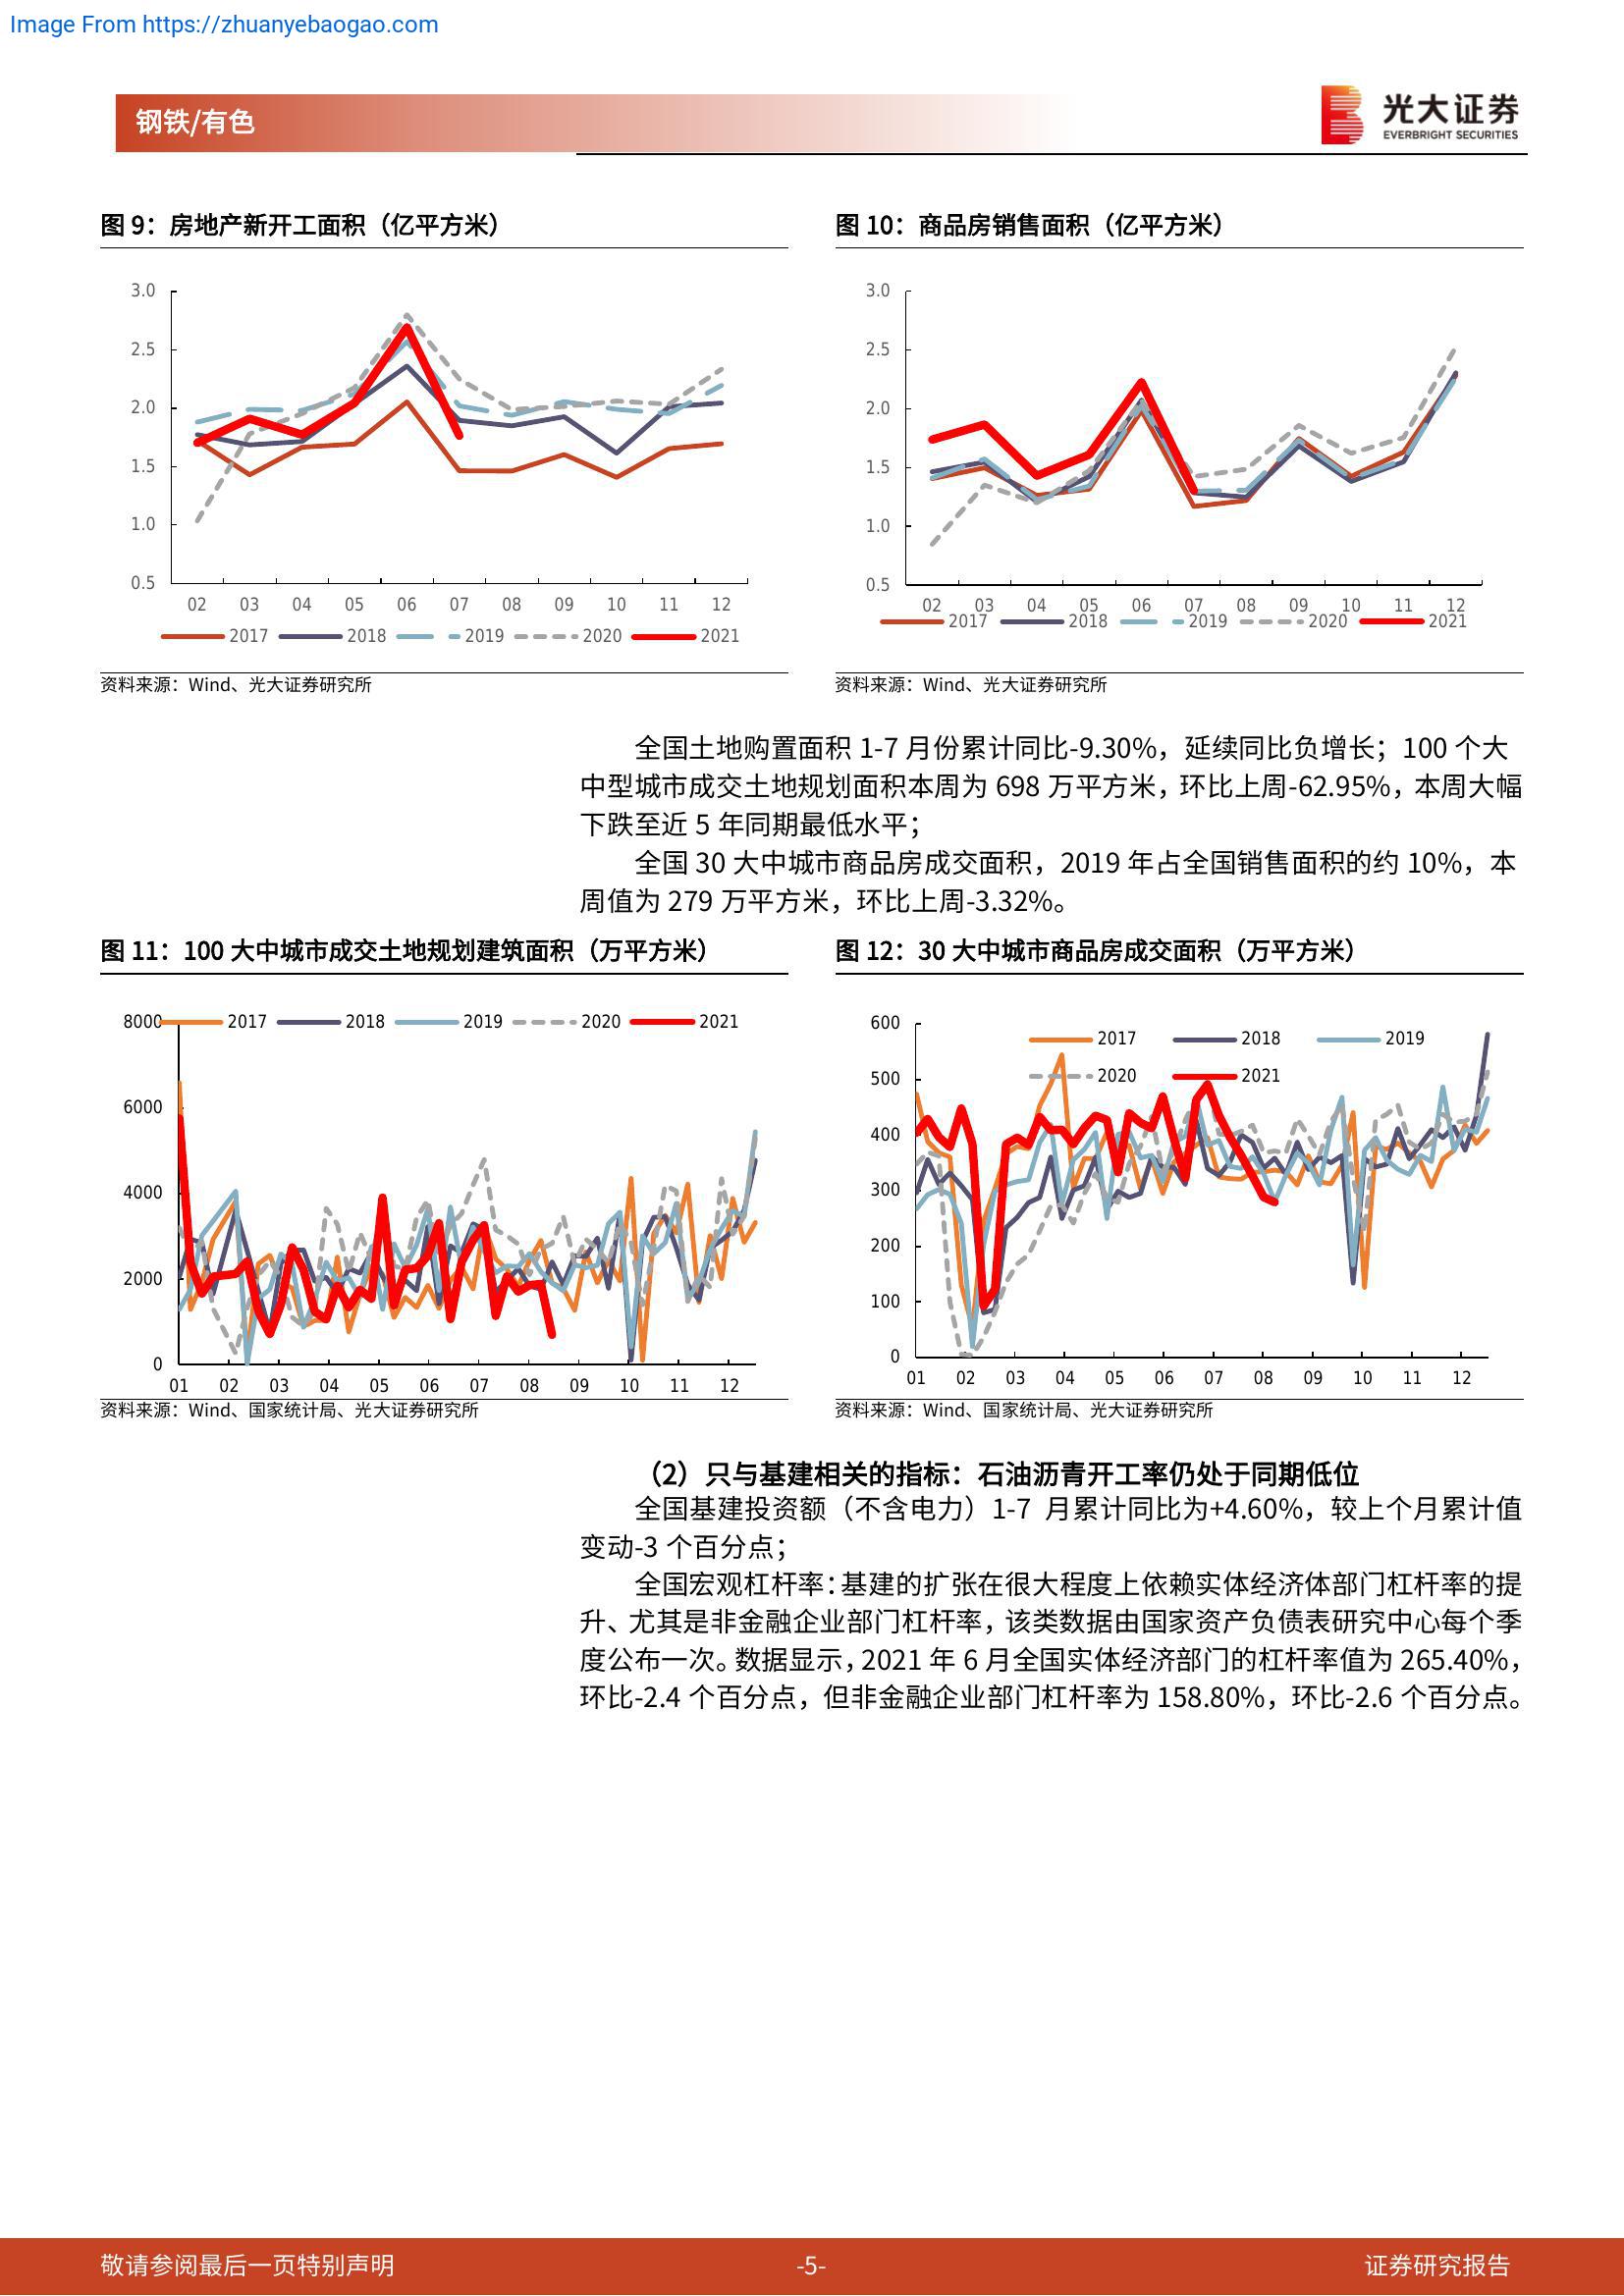 Image From https://zhuanyebaogao.com
钢铁/有色
光大证券
EVERBRIGHT SECURITIES
图 9：房地产新开工面积（亿平方米）
3.0
2.5
2.0
1.5
1.0
0.5
02 03 04 05 06 07 08 09 10 11 12
2017 2018 2019 2020 2021
资料来源：Wind、光大证券研究所
图 10：商品房销售面积（亿平方米）
3.0
2.5
2.0
1.5
1.0
0.5
02 03 04 05 06 07 08 09 10 11 12
2017 2018 2019 2020 2021
资料来源：Wind、光大证券研究所
全国土地购置面积 1-7 月份累计同比-9.30%，延续同比负增长；100 个大
中型城市成交土地规划面积本周为 698 万平方米，环比上周-62.95%，本周大幅
下跌至近 5 年同期最低水平；
全国 30 大中城市商品房成交面积，2019 年占全国销售面积的约 10%，本
周值为 279 万平方米，环比上周-3.32%。
图 11：100 大中城市成交土地规划建筑面积（万平方米）
2017 2018 2019 2020 2021
8000
6000
4000
2000
0
01 02 03 04 05 06 07 08 09 10 11 12
资料来源：Wind、国家统计局、光大证券研究所
图 12：30 大中城市商品房成交面积（万平方米）
2017 2018 2019
2020 2021
600
500
400
300
200
100
0
01 02 03 04 05 06 07 08 09 10 11 12
资料来源：Wind、国家统计局、光大证券研究所
（2）只与基建相关的指标：石油沥青开工率仍处于同期低位
全国基建投资额（不含电力）1-7 月累计同比为+4.60%，较上个月累计值
变动-3 个百分点；
全国宏观杠杆率：基建的扩张在很大程度上依赖实体经济体部门杠杆率的提
升、尤其是非金融企业部门杠杆率，该类数据由国家资产负债表研究中心每个季
度公布一次。数据显示，2021 年 6 月全国实体经济部门的杠杆率值为 265.40%，
环比-2.4 个百分点，但非金融企业部门杠杆率为 158.80%，环比-2.6 个百分点。
敬请参阅最后一页特别声明
-5-
证券研究报告